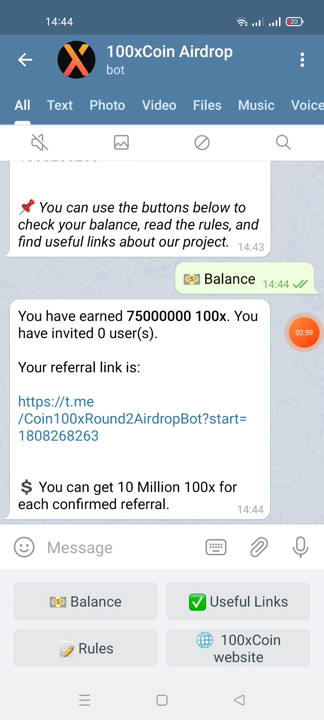 14:44
20
100xCoin Airdrop
bot
All Text Photo Video Files Music Voice
📌 You can use the buttons below to
check your balance, read the rules, and
find useful links about our project.
14:43
💵 Balance
14:44
You have earned 75000000 100x. You
have invited 0 user(s).
02:59
Your referral link is:
https://t.me
/Coin100xRound2AirdropBot?start=
1808268263
💲 You can get 10 Million 100x for
each confirmed referral.
14:44
Message
💵 Balance
✅ Useful Links
📝 Rules
🌐 100xCoin
website